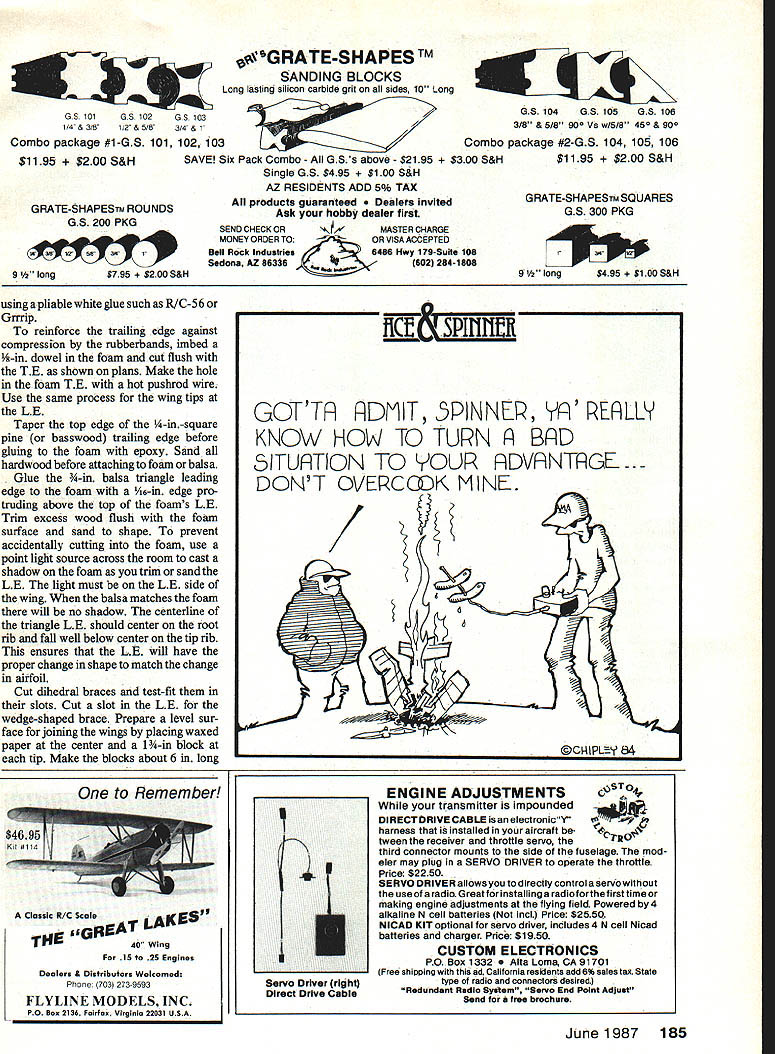 BRI'S GRATE-SHAPES™
SANDING BLOCKS
Long lasting silicon carbide grit on all sides, 10" Long
G.S. 101
1/4" & 3/8"
G.S. 102
1/2" & 5/8"
G.S. 103
3/4" & 1"
G.S. 104
3/8" & 5/8"
G.S. 105
90° Vs w/5/8"
G.S. 106
45° & 90°
Combo package #1-G.S. 101, 102, 103
$11.95 + $2.00 S&H
Combo package #2-G.S. 104, 105, 106
$11.95 + $2.00 S&H
SAVE! Six Pack Combo - All G.S.'s above - $21.95 + $3.00 S&H
Single G.S. $4.95 + $1.00 S&H
AZ RESIDENTS ADD 5% TAX
All products guaranteed • Dealers invited
Ask your hobby dealer first.
GRATE-SHAPES™ ROUNDS
G.S. 200 PKG
1/4" 3/8" 1/2" 5/8" 3/4" 1"
9 1/2" long
$7.95 + $2.00 S&H
SEND CHECK OR
MONEY ORDER TO:
Bell Rock Industries
Sedona, AZ 86336
Bell Rock Industries
MASTER CHARGE
OR VISA ACCEPTED
6486 Hwy 179-Suite 108
(602) 284-1808
GRATE-SHAPES™ SQUARES
G.S. 300 PKG
1" 3/4" 1/2"
9 1/2" long
$4.95 + $1.00 S&H
using a pliable white glue such as R/C-56 or
Grrrip.
To reinforce the trailing edge against
compression by the rubberbands, imbed a
⅛-in. dowel in the foam and cut flush with
the T.E. as shown on plans. Make the hole
in the foam T.E. with a hot pushrod wire.
Use the same process for the wing tips at
the L.E.
Taper the top edge of the ¼-in.-square
pine (or basswood) trailing edge before
gluing to the foam with epoxy. Sand all
hardwood before attaching to foam or balsa.
Glue the ¾-in. balsa triangle leading
edge to the foam with a 1/16-in. edge pro-
truding above the top of the foam's L.E.
Trim excess wood flush with the foam
surface and sand to shape. To prevent
accidentally cutting into the foam, use a
point light source across the room to cast a
shadow on the foam as you trim or sand the
L.E. The light must be on the L.E. side of
the wing. When the balsa matches the foam
there will be no shadow. The centerline of
the triangle L.E. should center on the root
rib and fall well below center on the tip rib.
This ensures that the L.E. will have the
proper change in shape to match the change
in airfoil.
Cut dihedral braces and test-fit them in
their slots. Cut a slot in the L.E. for the
wedge-shaped brace. Prepare a level sur-
face for joining the wings by placing waxed
paper at the center and a 1¾-in block at
each tip. Make the blocks about 6 in. long
ACE & SPINNER
GOT'TA ADMIT, SPINNER, YA' REALLY
KNOW HOW TO TURN A BAD
SITUATION TO YOUR ADVANTAGE...
DON'T OVERCOOK MINE.
AMA
©CHIPLEY 84
One to Remember!
$46.95
Kit #114
A Classic R/C Scale
THE "GREAT LAKES"
40" Wing
For .15 to .25 Engines
Dealers & Distributors Welcomed:
Phone: (703) 273-9593
FLYLINE MODELS, INC.
P.O. Box 2136, Fairfax, Virginia 22031 U.S.A.
Servo Driver (right)
Direct Drive Cable
ENGINE ADJUSTMENTS
While your transmitter is impounded
CUSTOM ELECTRONICS
DIRECT DRIVE CABLE is an electronic "Y"
harness that is installed in your aircraft be-
tween the receiver and throttle servo, the
third connector mounts to the side of the fuselage. The mod-
eler may plug in a SERVO DRIVER to operate the throttle.
Price: $22.50.
SERVO DRIVER allows you to directly control a servo without
the use of a radio. Great for installing a radio for the first time or
making engine adjustments at the flying field. Powered by 4
alkaline N cell batteries (Not incl.) Price: $25.50.
NICAD KIT optional for servo driver, includes 4 N cell Nicad
batteries and charger. Price: $19.50.
CUSTOM ELECTRONICS
P.O. Box 1332 • Alta Loma, CA 91701
(Free shipping with this ad, California residents add 6% sales tax. State
type of radio and connectors desired.)
"Redundant Radio System", "Servo End Point Adjust"
Send for a free brochure.
June 1987 185